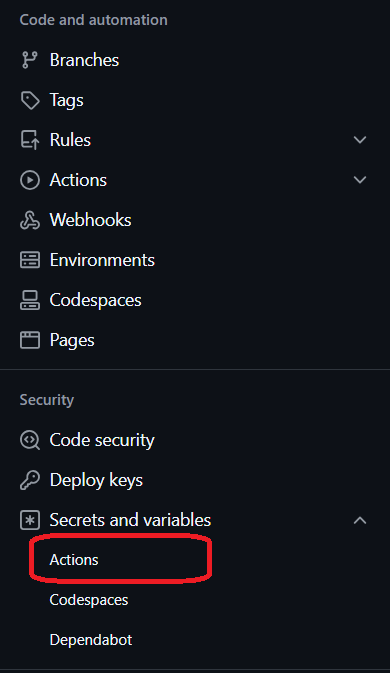 Code and automation
Branches
Tags
Rules
Actions
Webhooks
Environments
Codespaces
Pages
Security
Code security
Deploy keys
Secrets and variables
Actions
Codespaces
Dependabot